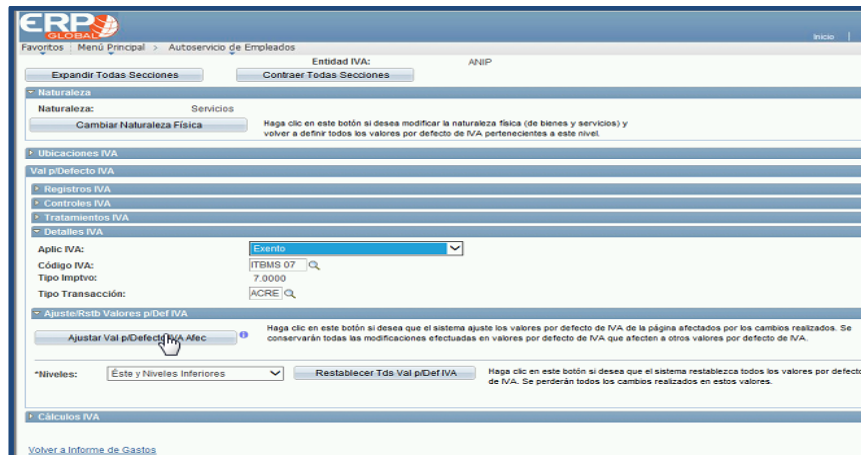 ERP
GLOBAL
Inicio
Favoritos Menú Principal > Autoservicio de Empleados
Entidad IVA: ANIP
Expandir Todas Secciones Contraer Todas Secciones
Naturaleza
Naturaleza: Servicios
Cambiar Naturaleza Física
Haga clic en este botón si desea modificar la naturaleza física (de bienes y servicios) y
volver a definir todos los valores por defecto de IVA pertenecientes a este nivel.
Ubicaciones IVA
Val p/Defecto IVA
Registros IVA
Controles IVA
Tratamientos IVA
Detalles IVA
Aplic IVA: Exento
Código IVA: ITBMS 07
Tipo Imptvo: 7.0000
Tipo Transacción: ACRE
Ajuste/Rstb Valores p/Def IVA
Ajustar Val p/Defecto IVA Afec
Haga clic en este botón si desea que el sistema ajuste los valores por defecto de IVA de la página afectados por los cambios realizados. Se
conservarán todas las modificaciones efectuadas en valores por defecto de IVA que afecten a otros valores por defecto de IVA.
*Niveles: Éste y Niveles Inferiores Restablecer Tds Val p/Def IVA
Haga clic en este botón si desea que el sistema restablezca todos los valores por defecto
de IVA. Se perderán todos los cambios realizados en estos valores.
Cálculos IVA
Volver a Informe de Gastos